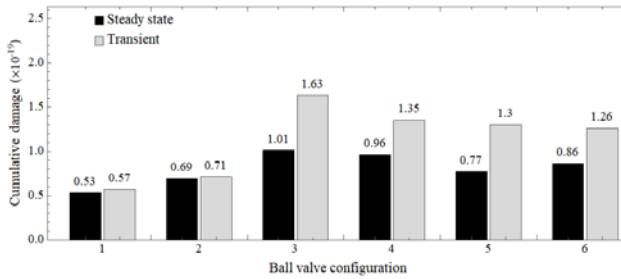 Steady state
Transient
Cumulative damage (×10⁻¹⁹)
2.5
2.0
1.5
1.0
0.5
0.0
0.53 0.57 0.69 0.71 1.01 1.63 0.96 1.35 0.77 1.3 0.86 1.26
1 2 3 4 5 6
Ball valve configuration